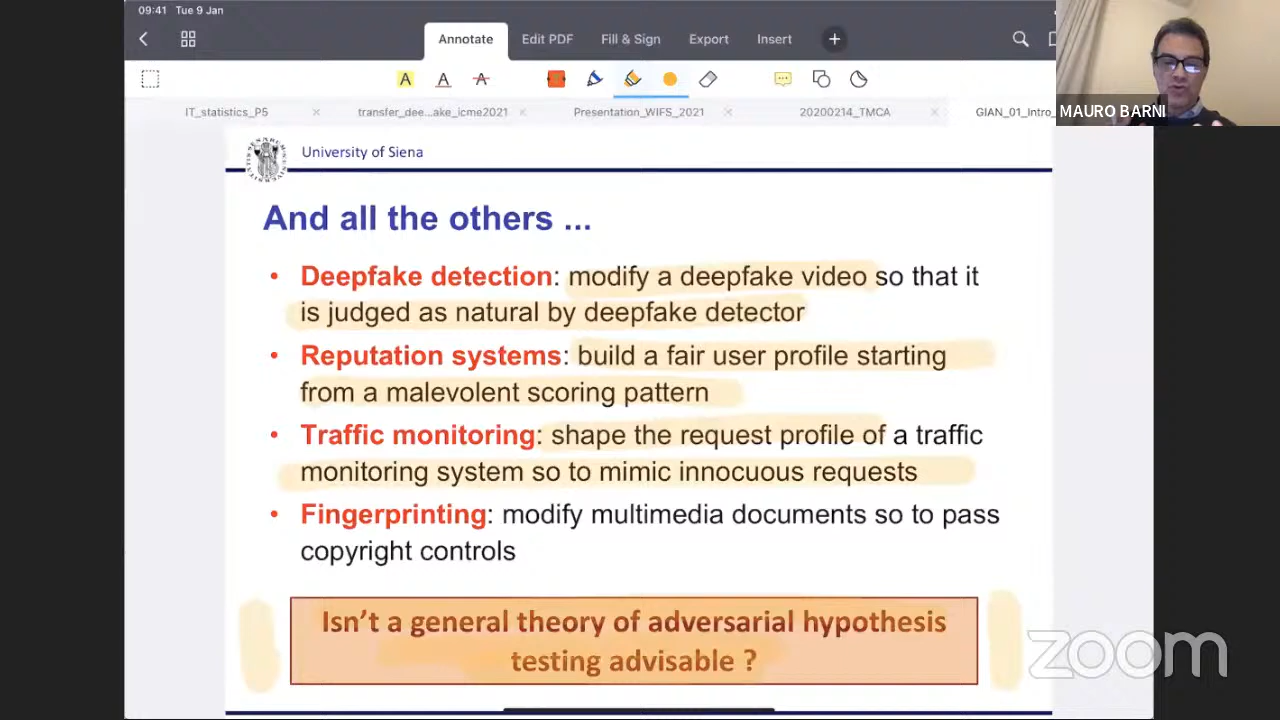 09:41 Tue 9 Jan
Annotate Edit PDF Fill & Sign Export Insert
A A A
IT_statistics_P5 transfer_dee...ake_icme2021 Presentation_WIFS_2021 20200214_TMCA GIAN_01_Intro_
MAURO BARNI
University of Siena
And all the others ...
• Deepfake detection: modify a deepfake video so that it
is judged as natural by deepfake detector
• Reputation systems: build a fair user profile starting
from a malevolent scoring pattern
• Traffic monitoring: shape the request profile of a traffic
monitoring system so to mimic innocuous requests
• Fingerprinting: modify multimedia documents so to pass
copyright controls
Isn't a general theory of adversarial hypothesis
testing advisable ?
zoom